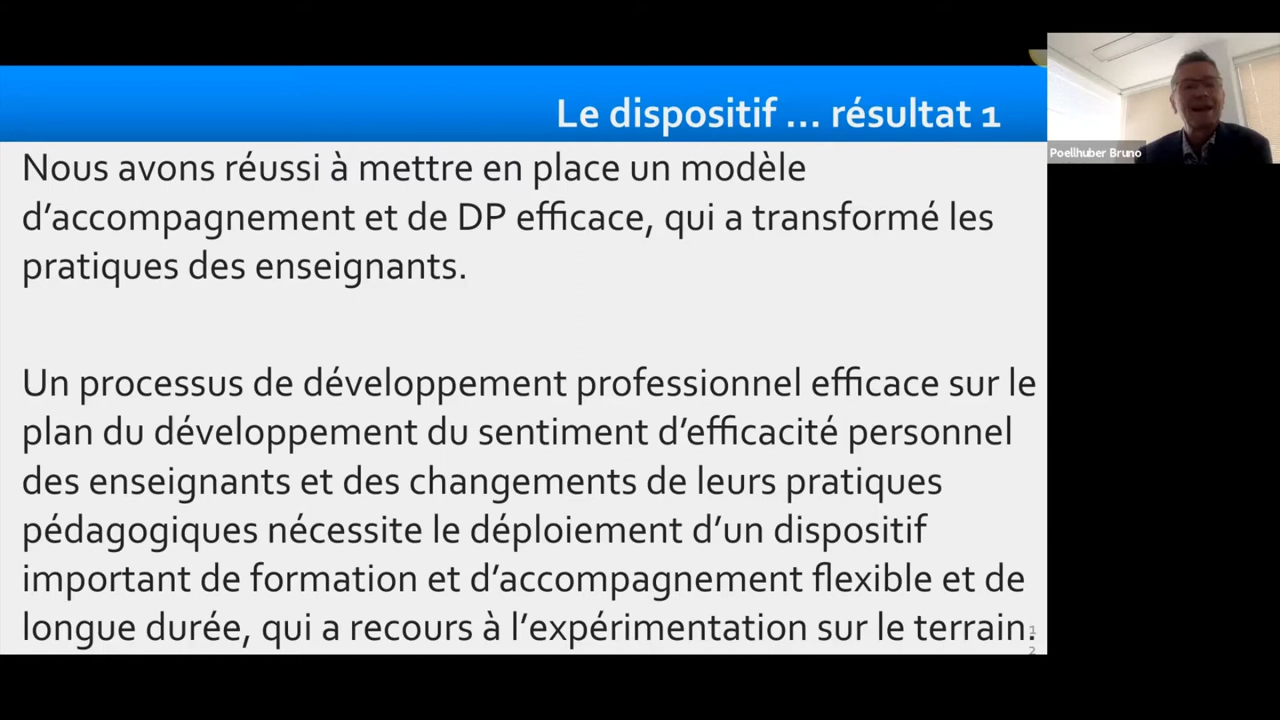 Le dispositif ... résultat 1
Poellhuber Bruno
Nous avons réussi à mettre en place un modèle
d’accompagnement et de DP efficace, qui a transformé les
pratiques des enseignants.
Un processus de développement professionnel efficace sur le
plan du développement du sentiment d’efficacité personnel
des enseignants et des changements de leurs pratiques
pédagogiques nécessite le déploiement d’un dispositif
important de formation et d’accompagnement flexible et de
longue durée, qui a recours à l’expérimentation sur le terrain.
1
2